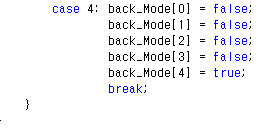 case 4: back_Mode[0] = false;
back_Mode[1] = false;
back_Mode[2] = false;
back_Mode[3] = false;
back_Mode[4] = true;
break;
}